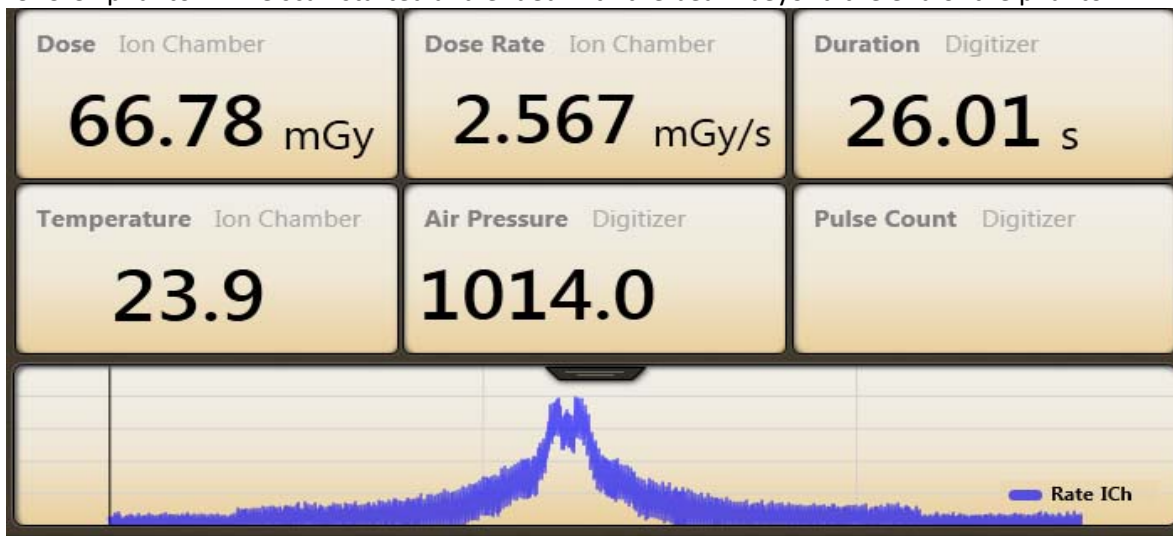 Dose Ion Chamber Dose Rate Ion Chamber Duration Digitizer
66.78 mGy 2.567 mGy/s 26.01 s
Temperature Ion Chamber Air Pressure Digitizer Pulse Count Digitizer
23.9 1014.0
Rate ICh